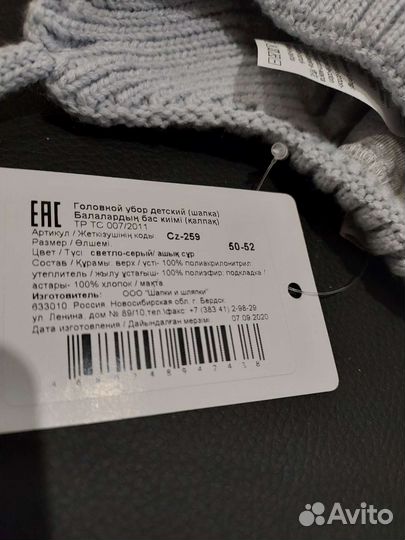 EAC
Головной убор детский (шапка)
Балалардың бас киімі (қалпақ)
ТР ТС 007/2011
Артикул / Жеткізушінің коды Cz-259
Размер / Өлшемі 50-52
Цвет / Түсі светло-серый/ ашық сұр
Состав / Құрамы: верх / үсті- 100% полиакрилонитрил
утеплитель / жылу ұстағыш- 100% полиэфир; подкладка /
астары- 100% хлопок / мақта
Изготовитель: ООО "Шапки и шляпки"
633010 Россия, Новосибирская обл, г. Бердск,
ул. Ленина, дом № 89/10,тел.\факс +7 (383 41) 2-98-29
Дата изготовления / Дайындалған мерзімі 07.09.2020
Avito